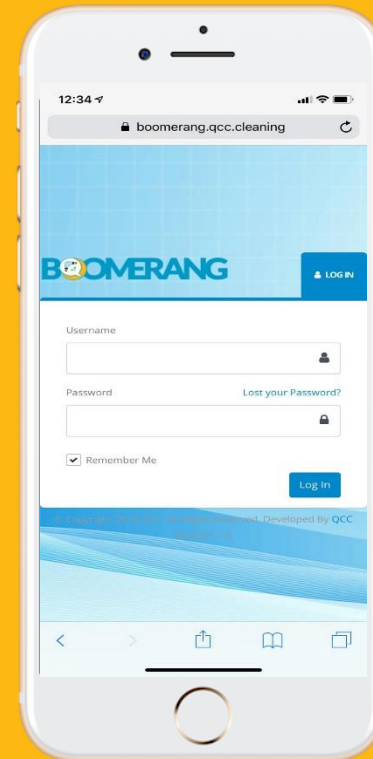 12:34
boomerang.qcc.cleaning
BOOMERANG
LOG IN
Username
Password Lost your Password?
Remember Me
Log In
Developed By QCC